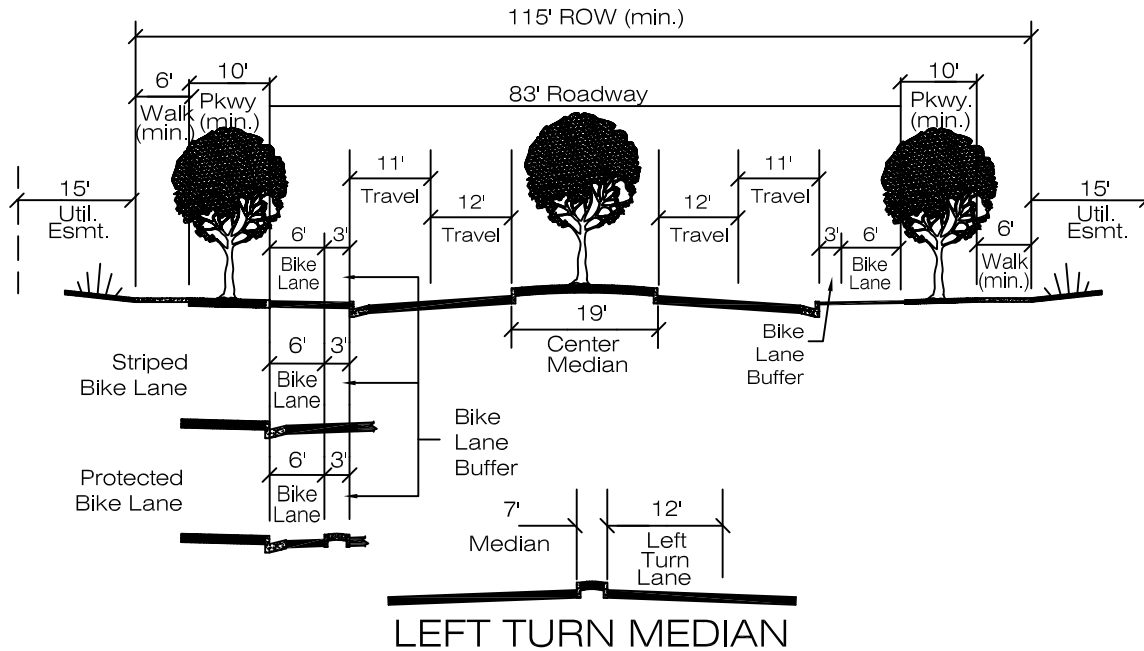 115' ROW (min.)
6'
Walk
(min.)
10'
Pkwy
(min.)
83' Roadway
10'
Pkwy.
(min.)
15'
Util.
Esmt.
11'
Travel
12'
Travel
12'
Travel
11'
Travel
15'
Util.
Esmt.
6' 3'
Bike
Lane
3' 6'
Bike
Lane
6'
Walk
(min.)
19'
Center
Median
Bike
Lane
Buffer
Striped
Bike Lane
6' 3'
Bike
Lane
Bike
Lane
Buffer
Protected
Bike Lane
6' 3'
Bike
Lane
7'
Median
12'
Left
Turn
Lane
LEFT TURN MEDIAN